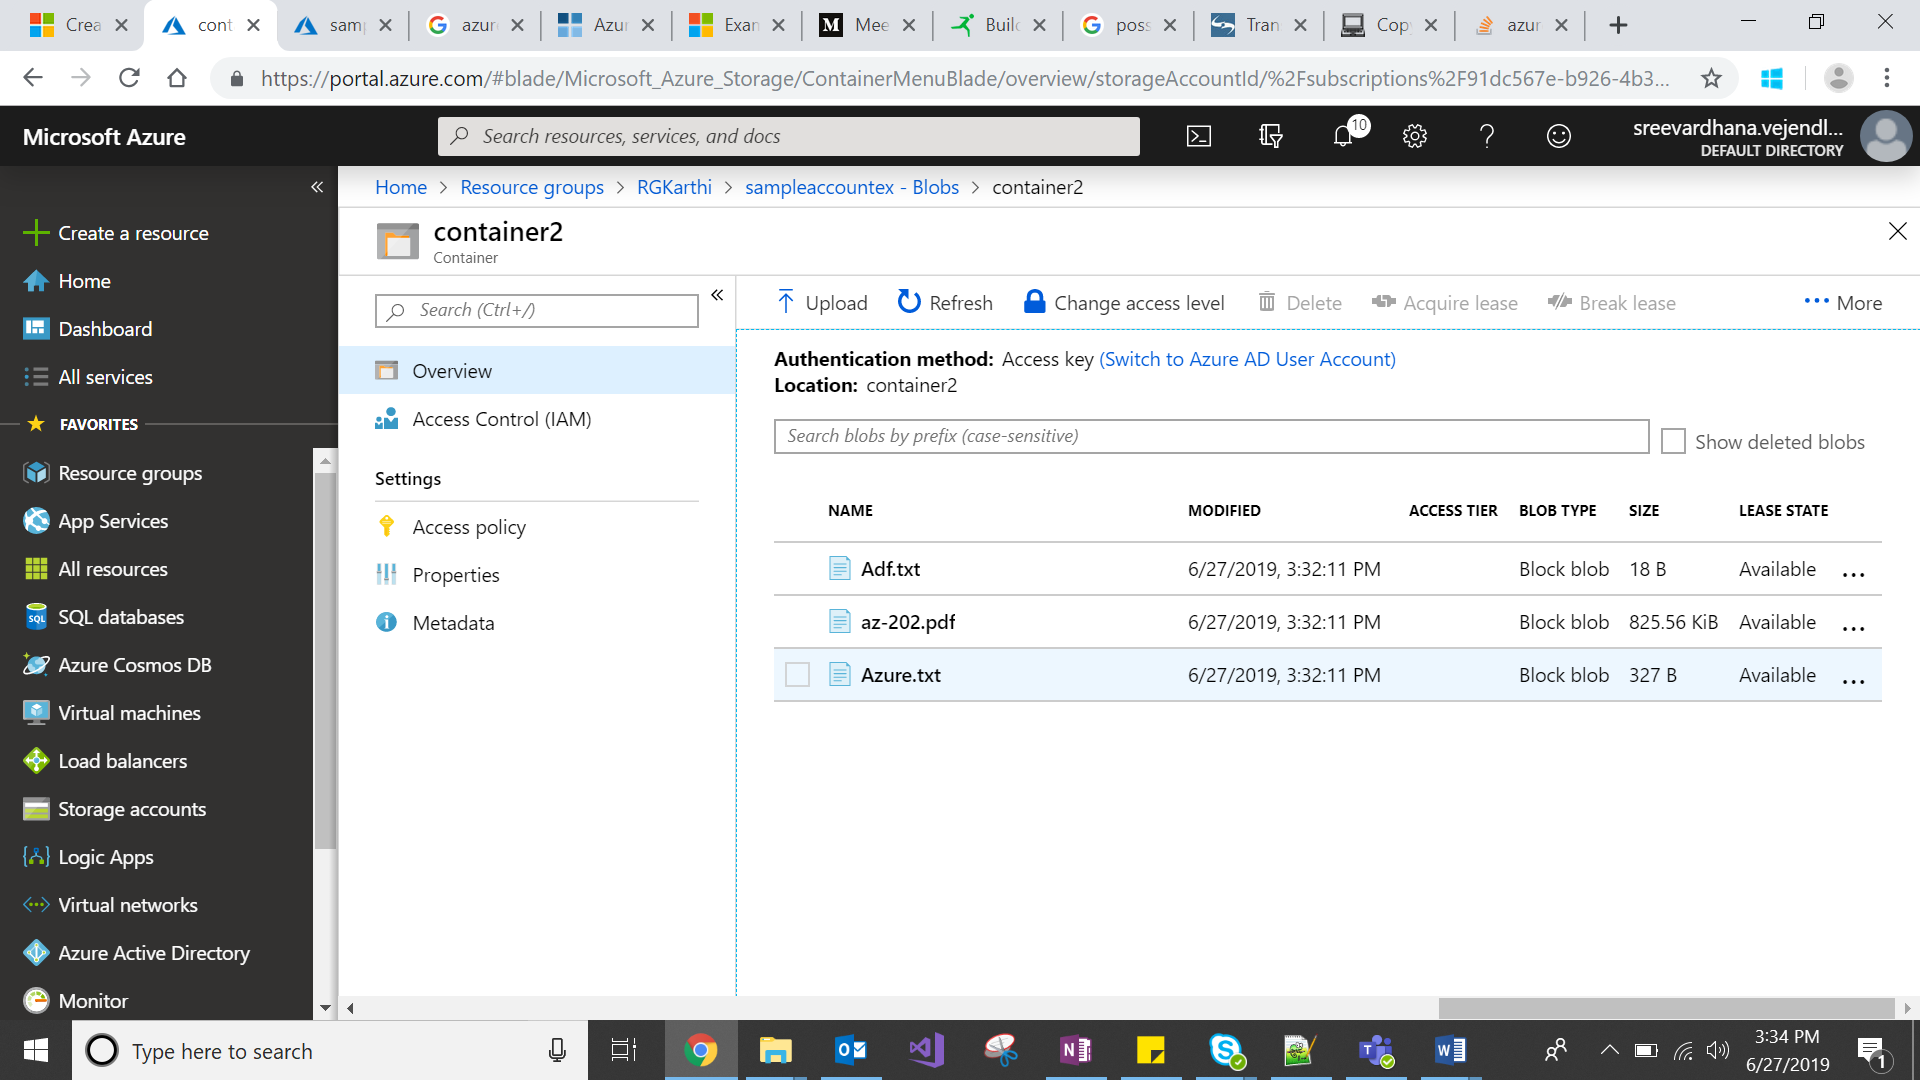 Crea
cont
sam
azur
Azur
Exan
M Mee
Builc
poss
Tran
Cop
azur
https://portal.azure.com/#blade/Microsoft_Azure_Storage/ContainerMenuBlade/overview/storageAccountId/%2Fsubscriptions%2F91dc567e-b926-4b3...
Microsoft Azure
Search resources, services, and docs
10
sreevardhana.vejendl...
DEFAULT DIRECTORY
Home > Resource groups > RGKarthi > sampleaccountex - Blobs > container2
container2
Container
Create a resource
Home
Dashboard
All services
FAVORITES
Resource groups
App Services
All resources
SQL databases
Azure Cosmos DB
Virtual machines
Load balancers
Storage accounts
Logic Apps
Virtual networks
Azure Active Directory
Monitor
Search (Ctrl+/)
Overview
Access Control (IAM)
Settings
Access policy
Properties
Metadata
Upload Refresh Change access level Delete Acquire lease Break lease More
Authentication method: Access key (Switch to Azure AD User Account)
Location: container2
Search blobs by prefix (case-sensitive)
Show deleted blobs
NAME MODIFIED ACCESS TIER BLOB TYPE SIZE LEASE STATE
Adf.txt 6/27/2019, 3:32:11 PM Block blob 18 B Available ...
az-202.pdf 6/27/2019, 3:32:11 PM Block blob 825.56 KiB Available ...
Azure.txt 6/27/2019, 3:32:11 PM Block blob 327 B Available ...
Type here to search
3:34 PM
6/27/2019
1